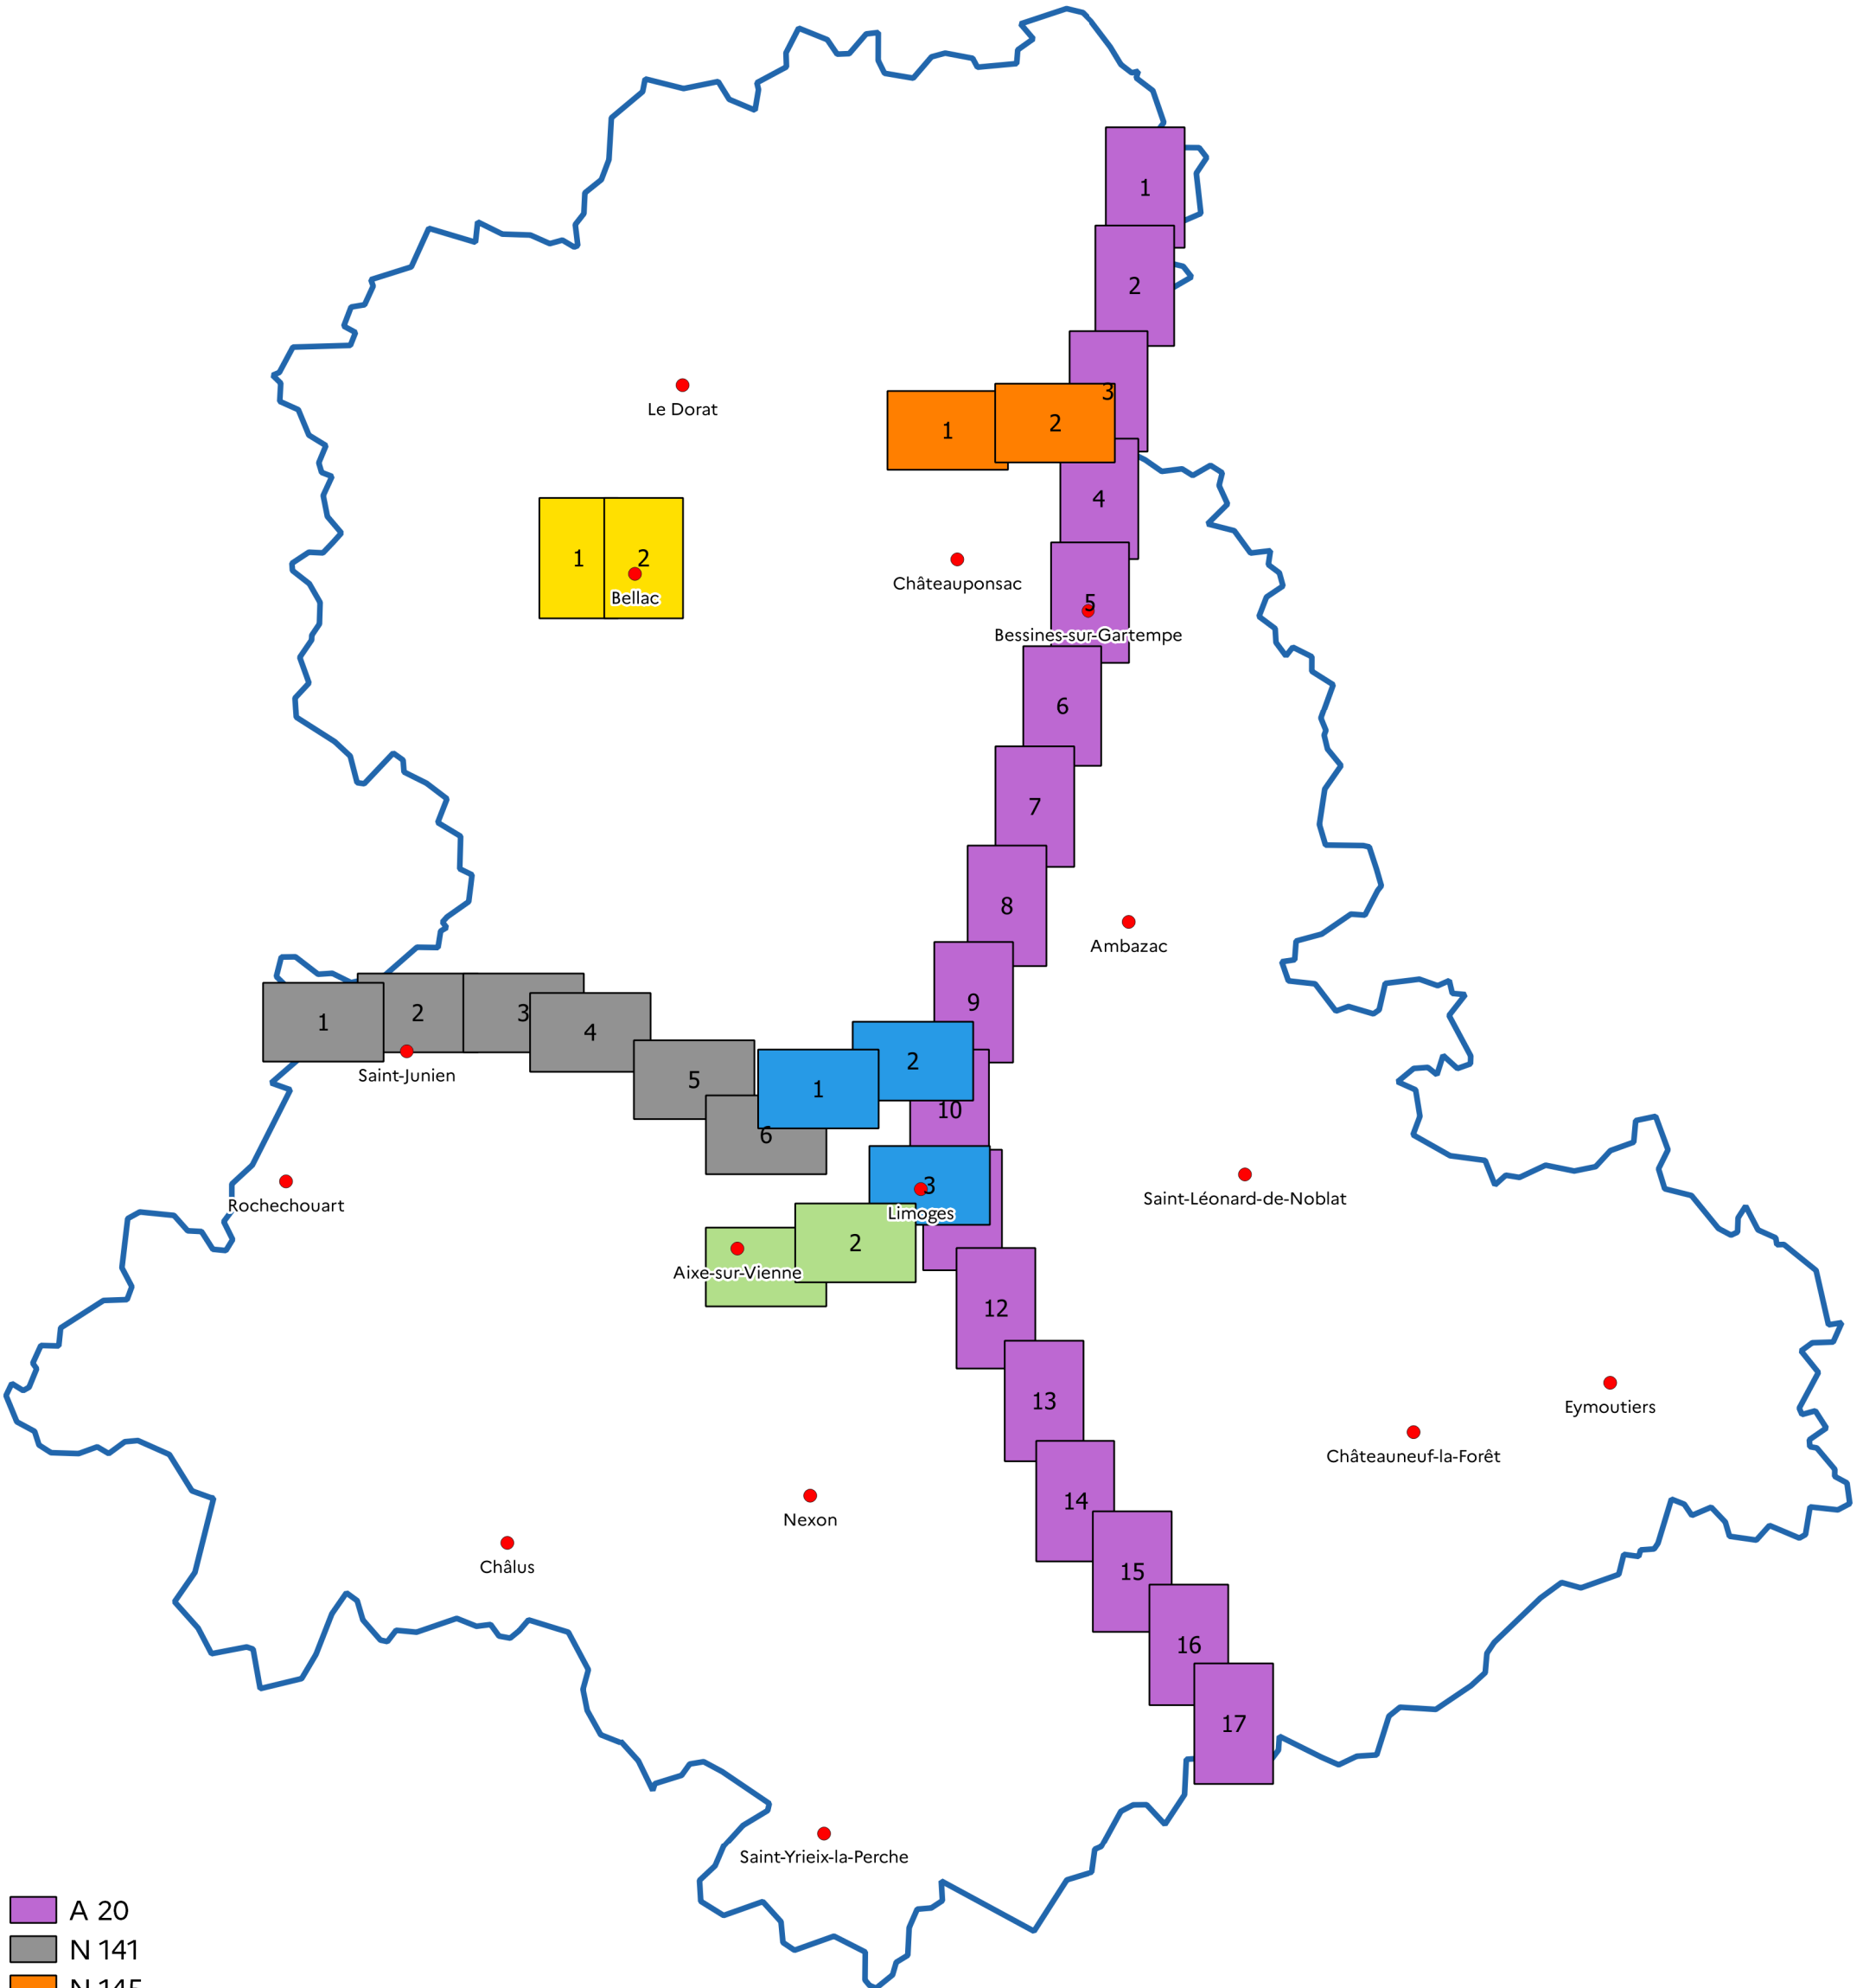 1
2
3
Le Dorat
1
2
4
1
2
Châteauponsac
Bellac
5
Bessines-sur-Gartempe
6
7
8
Ambazac
9
1
2
3
4
2
Saint-Junien
5
1
10
6
Saint-Léonard-de-Noblat
3
Rochechouart
Limoges
2
Aixe-sur-Vienne
12
Eymoutiers
13
Châteauneuf-la-Forêt
14
Nexon
Châlus
15
16
17
Saint-Yrieix-la-Perche
A 20
N 141